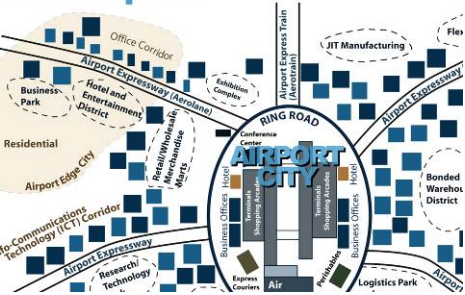 Office Corridor
Airport Express Train
(Aerotrain)
JIT Manufacturing
Airport Expressway (Aerolane)
Business
Park
Hotel and
Entertainment
District
Exhibition
Complex
Airport Expressway
RING ROAD
Conference
Center
AIRPORT
CITY
Residential
Retail/Wholesale
Merchandise
Marts
Airport Edge City
Hotel
Terminals
Shopping Arcades
Terminals
Shopping Arcades
Hotel
Business Offices
Business Offices
Bonded
District
Technology (ICT) Corridor
Airport Expressway
Research/
Technology
Express
Couriers
Air
Perishables
Logistics Park